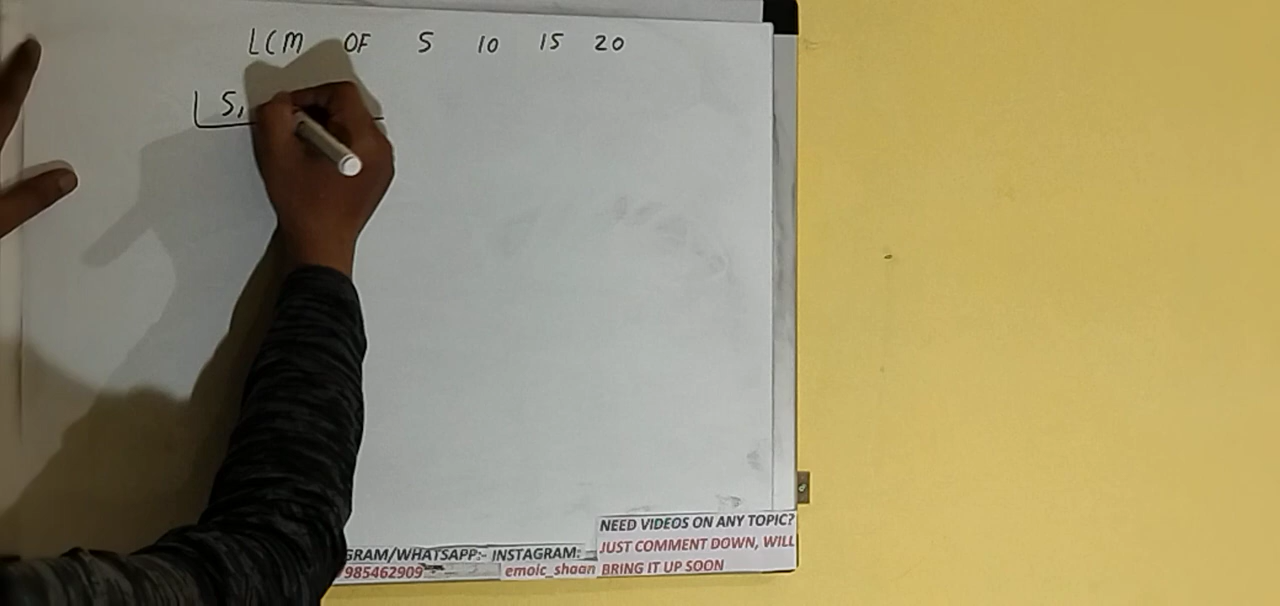 LCM OF 5 10 15 20
5,
NEED VIDEOS ON ANY TOPIC?
JUST COMMENT DOWN, WILL
BRING IT UP SOON
GRAM/WHATSAPP:- INSTAGRAM:
985462909 emoic_shaan